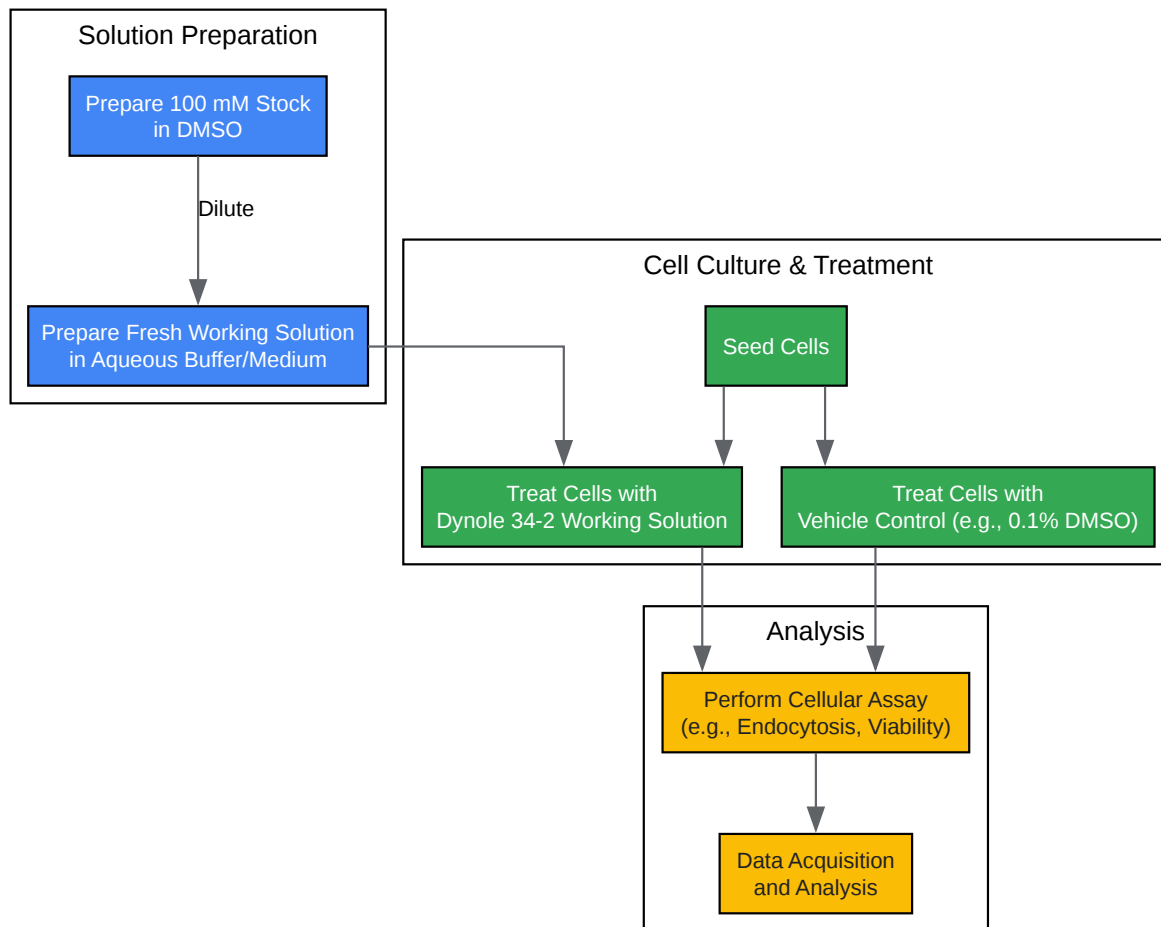 Solution Preparation
Prepare 100 mM Stock
in DMSO
Dilute
Prepare Fresh Working Solution
in Aqueous Buffer/Medium
Cell Culture & Treatment
Seed Cells
Treat Cells with
Dynole 34-2 Working Solution
Treat Cells with
Vehicle Control (e.g., 0.1% DMSO)
Analysis
Perform Cellular Assay
(e.g., Endocytosis, Viability)
Data Acquisition
and Analysis